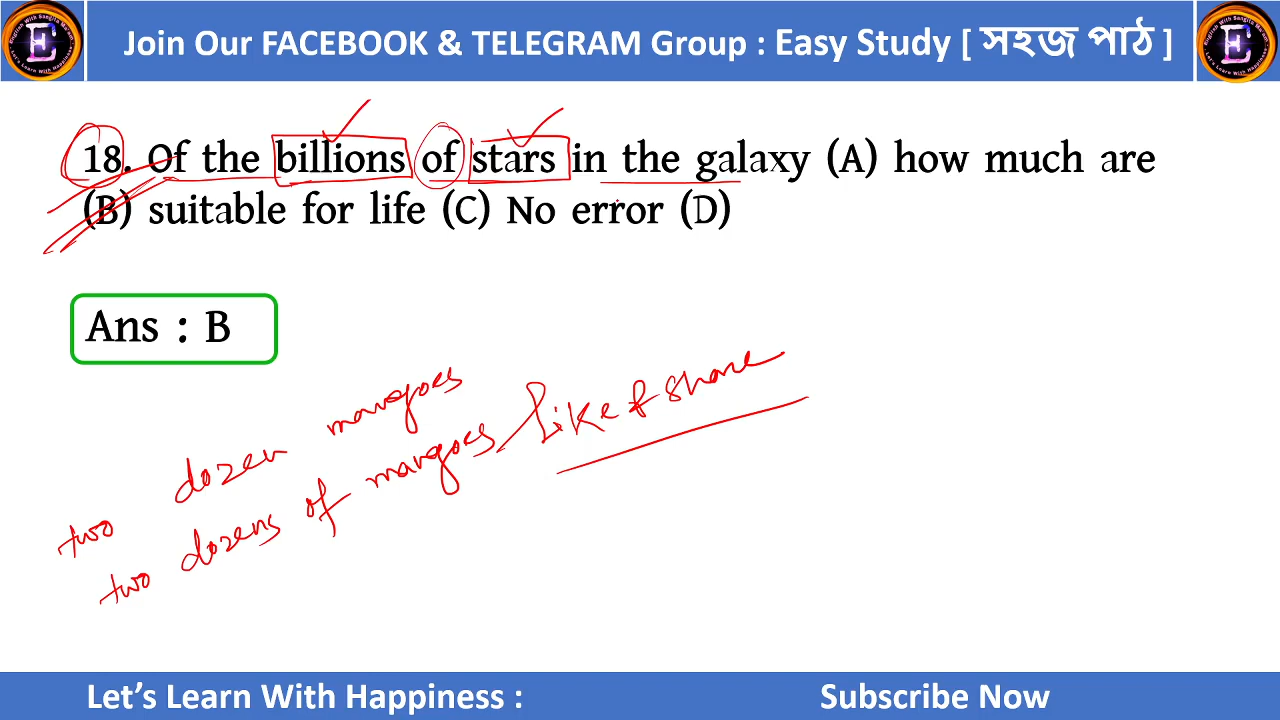 Join Our FACEBOOK & TELEGRAM Group : Easy Study [ সহজ পাঠ ]
18. Of the billions of stars in the galaxy (A) how much are
(B) suitable for life (C) No error (D)
Ans : B
two dozen mangoes
two dozens of mangoes
Like & share
Let's Learn With Happiness :
Subscribe Now